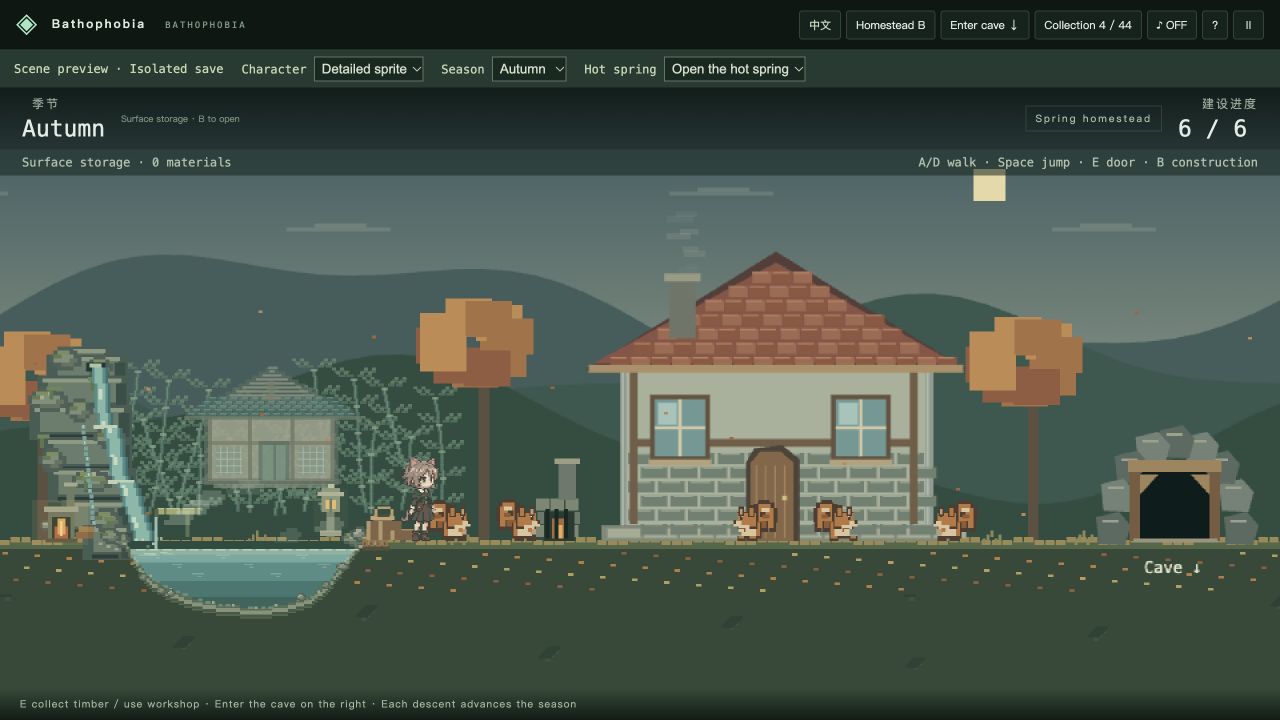 Bathophobia BATHOPHOBIA 中文 Homestead B Enter cave ↓ Collection 4 / 44 ♪ OFF ? II
Scene preview · Isolated save Character Detailed sprite Season Autumn Hot spring Open the hot spring
季节
Autumn Surface storage · B to open
Spring homestead
建设进度
6 / 6
Surface storage · 0 materials
A/D walk · Space jump · E door · B construction
Cave ↓
E collect timber / use workshop · Enter the cave on the right · Each descent advances the season